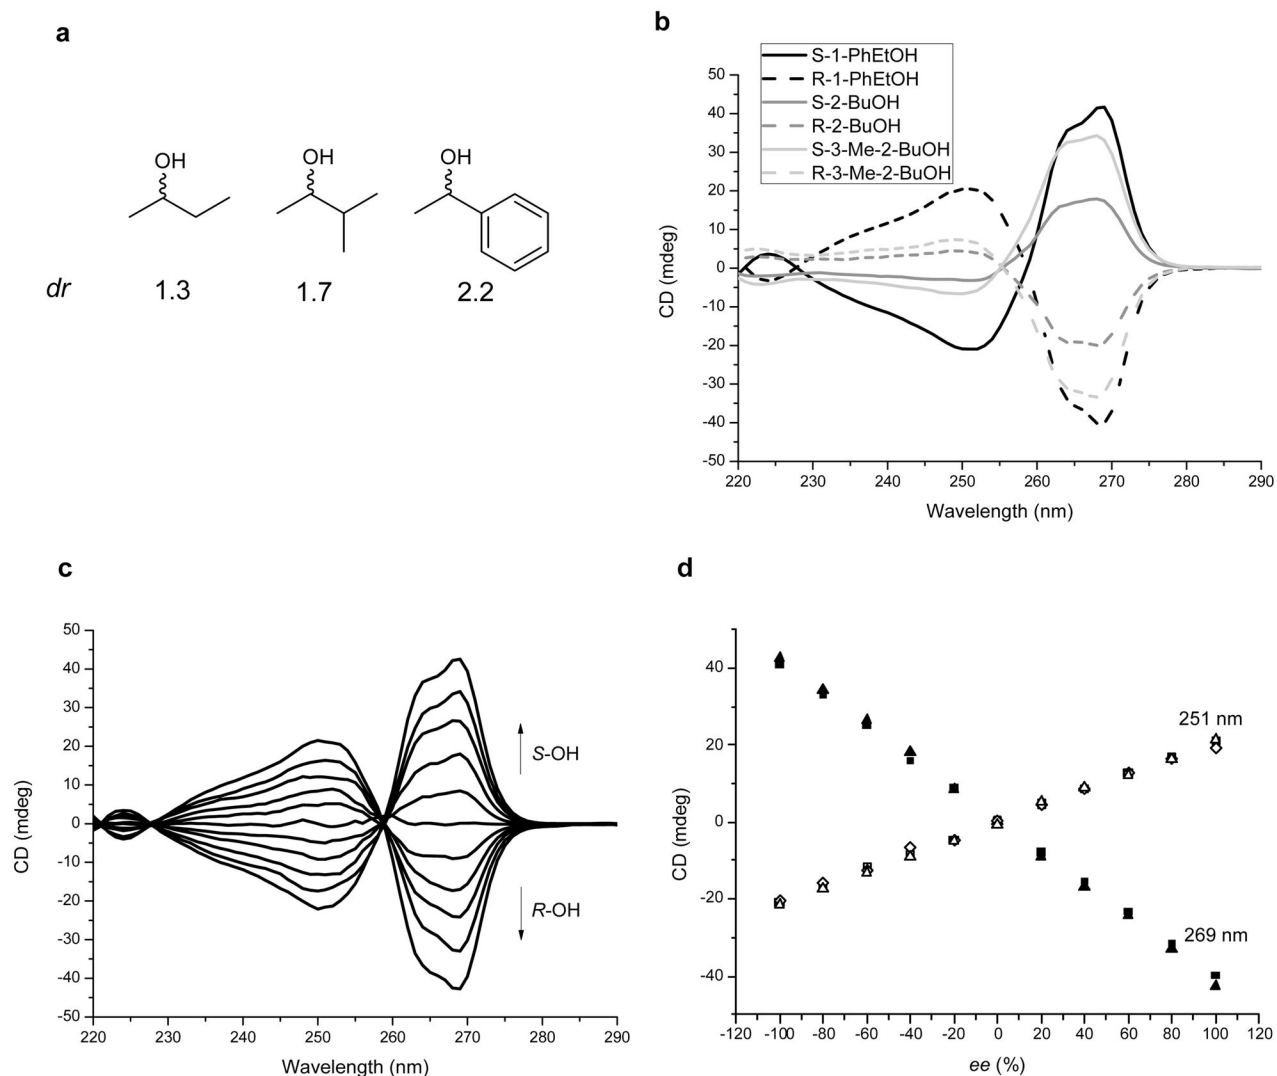 a
OH
OH
OH
dr
1.3
1.7
2.2
b
S-1-PhEtOH
R-1-PhEtOH
S-2-BuOH
R-2-BuOH
S-3-Me-2-BuOH
R-3-Me-2-BuOH
50
40
30
20
10
0
-10
-20
-30
-40
-50
CD (mdeg)
220 230 240 250 260 270 280 290
Wavelength (nm)
c
50
40
30
20
10
0
-10
-20
-30
-40
-50
CD (mdeg)
S-OH
R-OH
220 230 240 250 260 270 280 290
Wavelength (nm)
d
40
20
0
-20
-40
CD (mdeg)
251 nm
269 nm
-120 -100 -80 -60 -40 -20 0 20 40 60 80 100 120
ee (%)